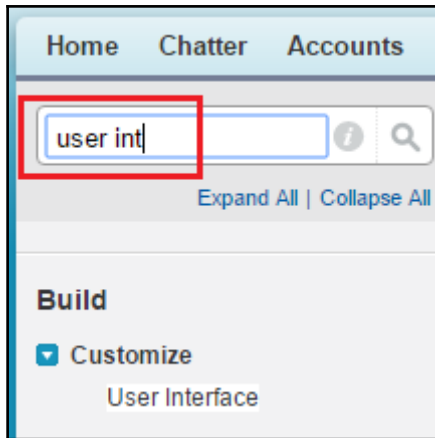 Home Chatter Accounts
user int
Expand All | Collapse All
Build
Customize
User Interface